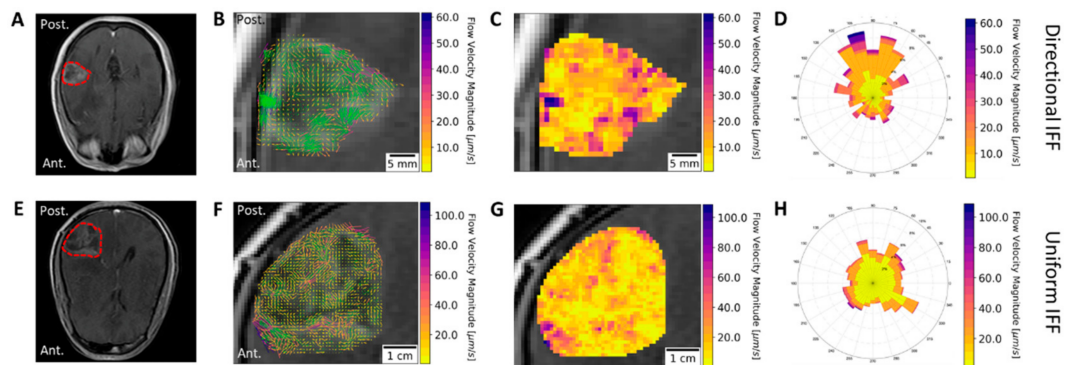 A
Post.
Ant.
B
5 mm
60.0
50.0
40.0
30.0
20.0
10.0
Flow Velocity Magnitude [μm/s]
C
5 mm
60.0
50.0
40.0
30.0
20.0
10.0
Flow Velocity Magnitude [μm/s]
D
60.0
50.0
40.0
30.0
20.0
10.0
Flow Velocity Magnitude [μm/s]
Directional IFF
E
Post.
Ant.
F
Post.
Ant.
1 cm
100.0
80.0
60.0
40.0
20.0
Flow Velocity Magnitude [μm/s]
G
1 cm
100.0
80.0
60.0
40.0
20.0
Flow Velocity Magnitude [μm/s]
H
100.0
80.0
60.0
40.0
20.0
Flow Velocity Magnitude [μm/s]
Uniform IFF
Post.
Ant.